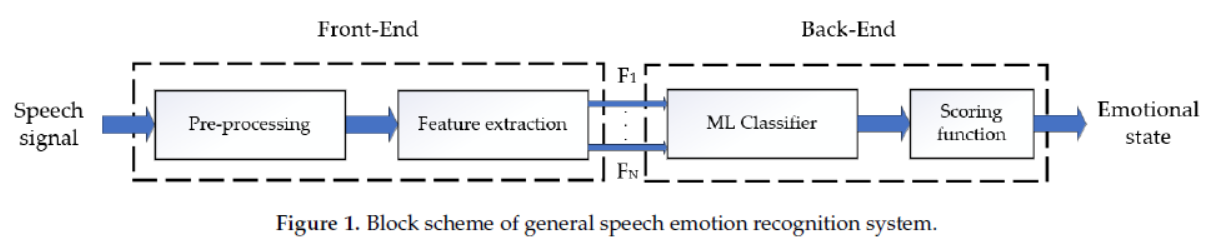 Front-End
Back-End
Speech
signal
Pre-processing
Feature extraction
F1
FN
ML Classifier
Scoring
function
Emotional
state
Figure 1. Block scheme of general speech emotion recognition system.